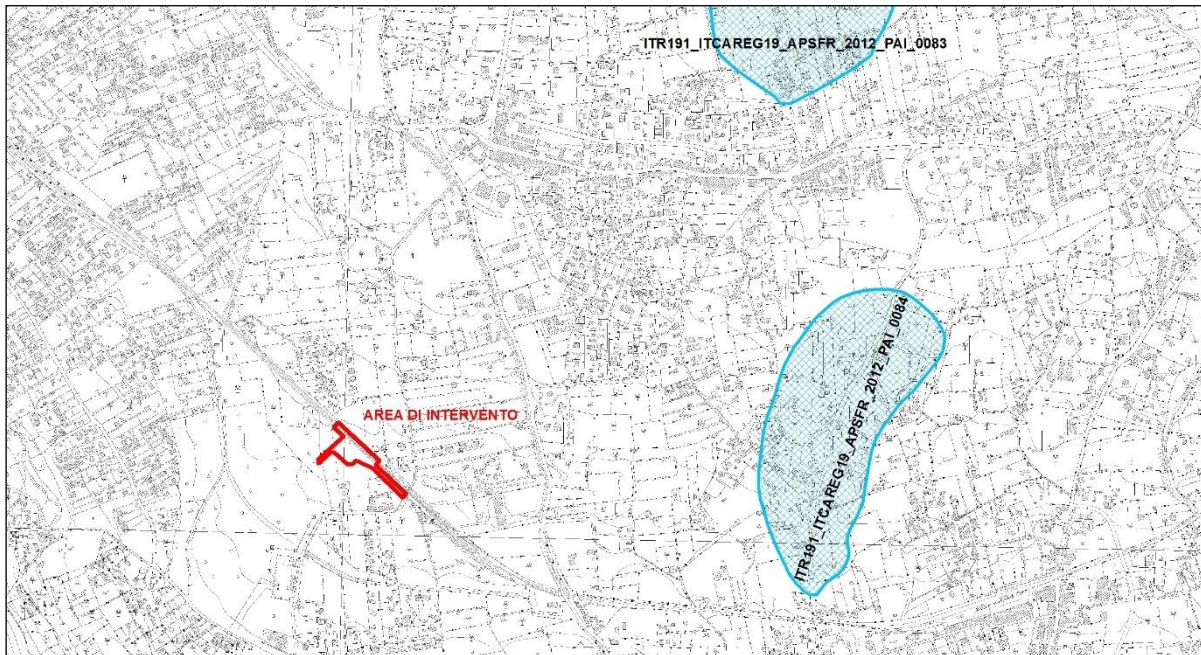 ITR191_ITCAREG19_APSFR_2012_PAI_0083
ITR191_ITCAREG19_APSFR_2012_PAI_0084
AREA DI INTERVENTO